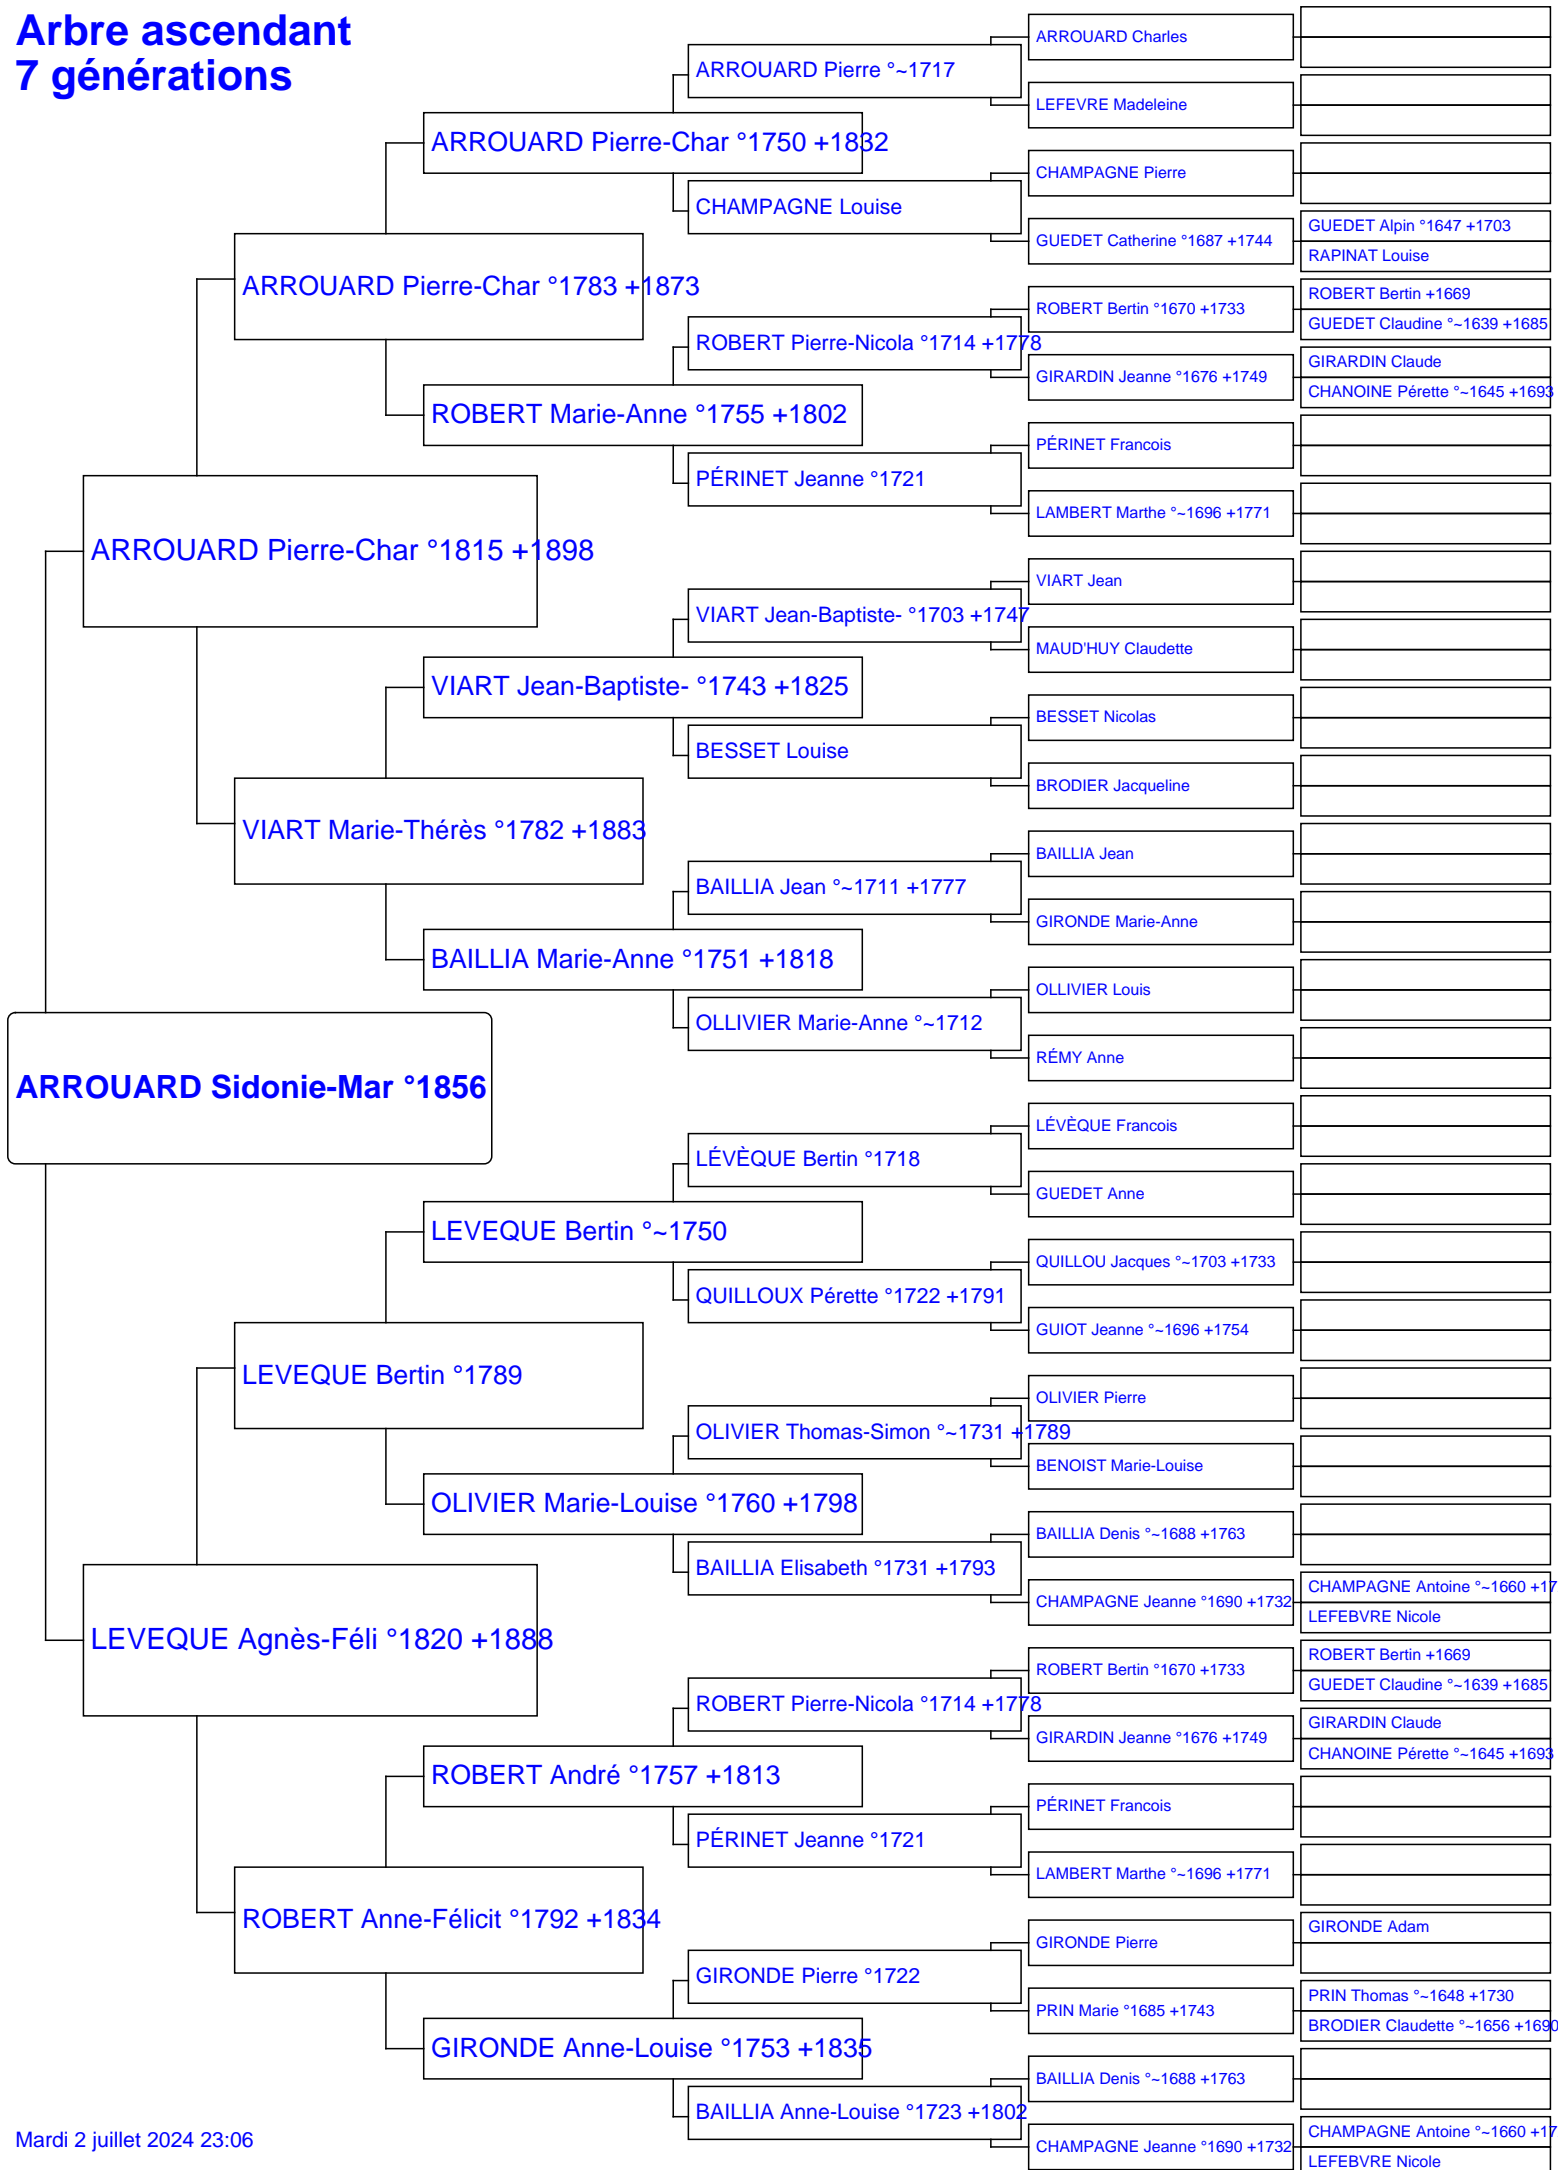 Arbre ascendant
7 générations
ARROUARD Sidonie-Mar °1856
ARROUARD Pierre-Char °1815 +1898
LEVEQUE Agnès-Féli °1820 +1888
ARROUARD Pierre-Char °1783 +1873
VIART Marie-Thérès °1782 +1883
LEVEQUE Bertin °1789
ROBERT Anne-Félicit °1792 +1834
ARROUARD Pierre-Char °1750 +1832
ROBERT Marie-Anne °1755 +1802
VIART Jean-Baptiste- °1743 +1825
BAILLIA Marie-Anne °1751 +1818
LEVEQUE Bertin °~1750
OLIVIER Marie-Louise °1760 +1798
ROBERT André °1757 +1813
GIRONDE Anne-Louise °1753 +1835
ARROUARD Pierre °~1717
CHAMPAGNE Louise
ROBERT Pierre-Nicola °1714 +1778
PÉRINET Jeanne °1721
VIART Jean-Baptiste- °1703 +1747
BESSET Louise
BAILLIA Jean °~1711 +1777
OLLIVIER Marie-Anne °~1712
LÉVÈQUE Bertin °1718
QUILLOUX Pérette °1722 +1791
OLIVIER Thomas-Simon °~1731 +1789
BAILLIA Elisabeth °1731 +1793
ROBERT Pierre-Nicola °1714 +1778
PÉRINET Jeanne °1721
GIRONDE Pierre °1722
BAILLIA Anne-Louise °1723 +1802
ARROUARD Charles
LEFEVRE Madeleine
CHAMPAGNE Pierre
GUEDET Catherine °1687 +1744
ROBERT Bertin °1670 +1733
GIRARDIN Jeanne °1676 +1749
PÉRINET Francois
LAMBERT Marthe °~1696 +1771
VIART Jean
MAUD'HUY Claudette
BESSET Nicolas
BRODIER Jacqueline
BAILLIA Jean
GIRONDE Marie-Anne
OLLIVIER Louis
RÉMY Anne
LÉVÈQUE Francois
GUEDET Anne
QUILLOU Jacques °~1703 +1733
GUIOT Jeanne °~1696 +1754
OLIVIER Pierre
BENOIST Marie-Louise
BAILLIA Denis °~1688 +1763
CHAMPAGNE Jeanne °1690 +1732
ROBERT Bertin °1670 +1733
GIRARDIN Jeanne °1676 +1749
PÉRINET Francois
LAMBERT Marthe °~1696 +1771
GIRONDE Pierre
PRIN Marie °1685 +1743
BAILLIA Denis °~1688 +1763
CHAMPAGNE Jeanne °1690 +1732
GUEDET Alpin °1647 +1703
RAPINAT Louise
ROBERT Bertin +1669
GUEDET Claudine °~1639 +1685
GIRARDIN Claude
CHANOINE Pérette °~1645 +1693
CHAMPAGNE Antoine °~1660 +17
LEFEBVRE Nicole
ROBERT Bertin +1669
GUEDET Claudine °~1639 +1685
GIRARDIN Claude
CHANOINE Pérette °~1645 +1693
GIRONDE Adam
PRIN Thomas °~1648 +1730
BRODIER Claudette °~1656 +1690
CHAMPAGNE Antoine °~1660 +17
LEFEBVRE Nicole
Mardi 2 juillet 2024 23:06